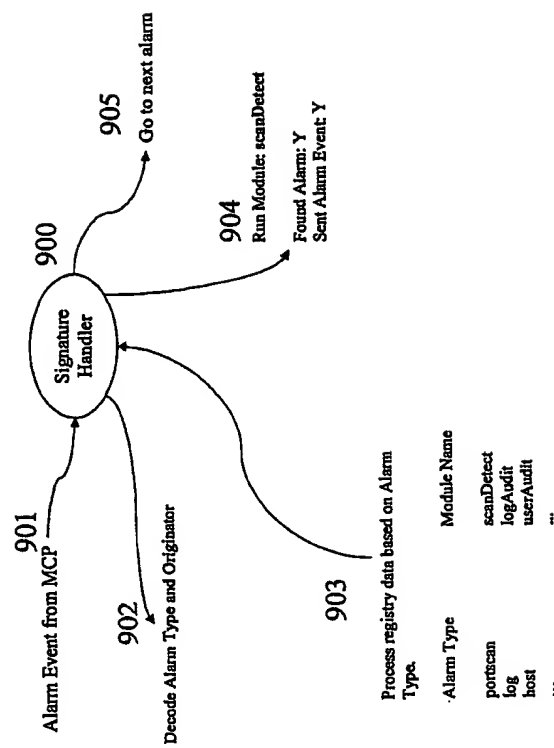 901
Alarm Event from MCP
902
Decode Alarm Type and Originator
Signature
Handler
900
905
Go to next alarm
904
Run Module: scanDetect
Found Alarm: Y
Sent Alarm Event: Y
903
Process registry data based on Alarm
Type.
Alarm Type Module Name
portscan scanDetect
log logAudit
host userAudit
... ...